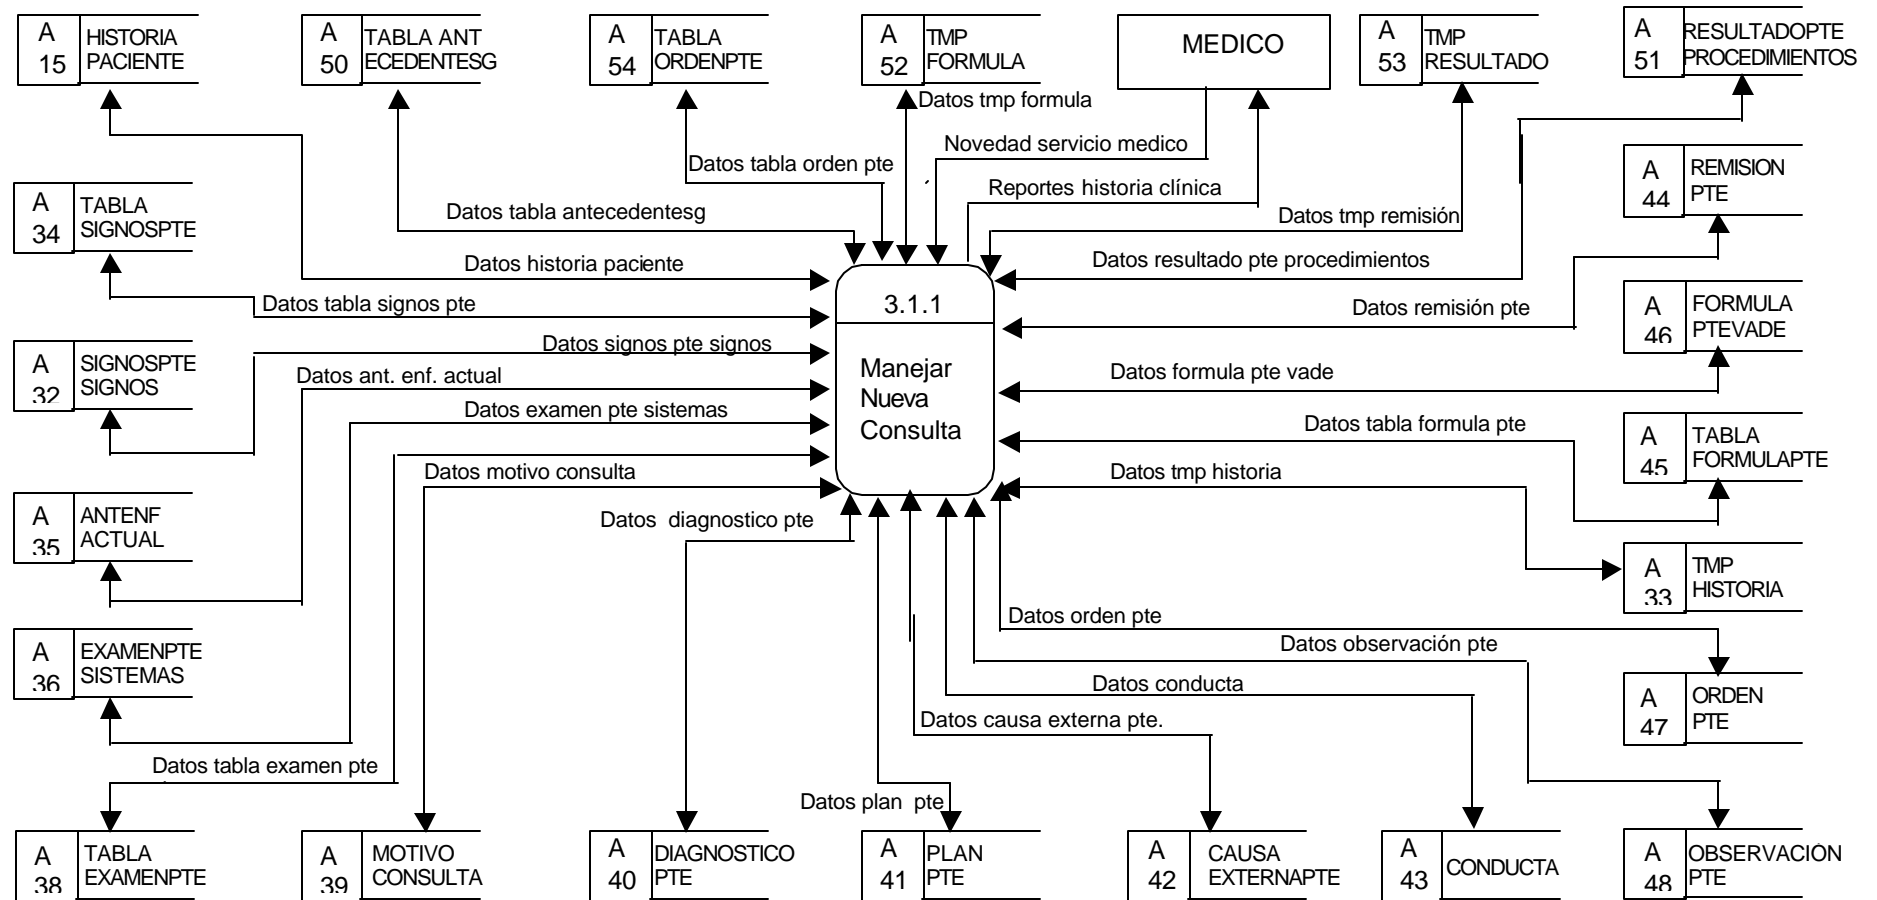 A
15
HISTORIA
PACIENTE
A
50
TABLA ANT
ECEDENTESG
A
54
TABLA
ORDENPTE
A
52
TMP
FORMULA
MEDICO
A
53
TMP
RESULTADO
A
51
RESULTADOPTE
PROCEDIMIENTOS
Datos tmp formula
Novedad servicio medico
Datos tabla orden pte
Reportes historia clínica
Datos tabla antecedentesg
Datos tmp remisión
A
44
REMISION
PTE
A
34
TABLA
SIGNOSPTE
Datos historia paciente
Datos resultado pte procedimientos
Datos tabla signos pte
3.1.1
Manejar
Nueva
Consulta
Datos remisión pte
A
46
FORMULA
PTEVADE
A
32
SIGNOSPTE
SIGNOS
Datos signos pte signos
Datos ant. enf. actual
Datos formula pte vade
Datos examen pte sistemas
Datos tabla formula pte
A
45
TABLA
FORMULAPTE
Datos motivo consulta
Datos tmp historia
A
35
ANTENF
ACTUAL
Datos diagnostico pte
A
33
TMP
HISTORIA
Datos orden pte
A
36
EXAMENPTE
SISTEMAS
Datos observación pte
Datos conducta
A
47
ORDEN
PTE
Datos causa externa pte.
Datos tabla examen pte
Datos plan pte
A
38
TABLA
EXAMENPTE
A
39
MOTIVO
CONSULTA
A
40
DIAGNOSTICO
PTE
A
41
PLAN
PTE
A
42
CAUSA
EXTERNAPTE
A
43
CONDUCTA
A
48
OBSERVACIÓN
PTE